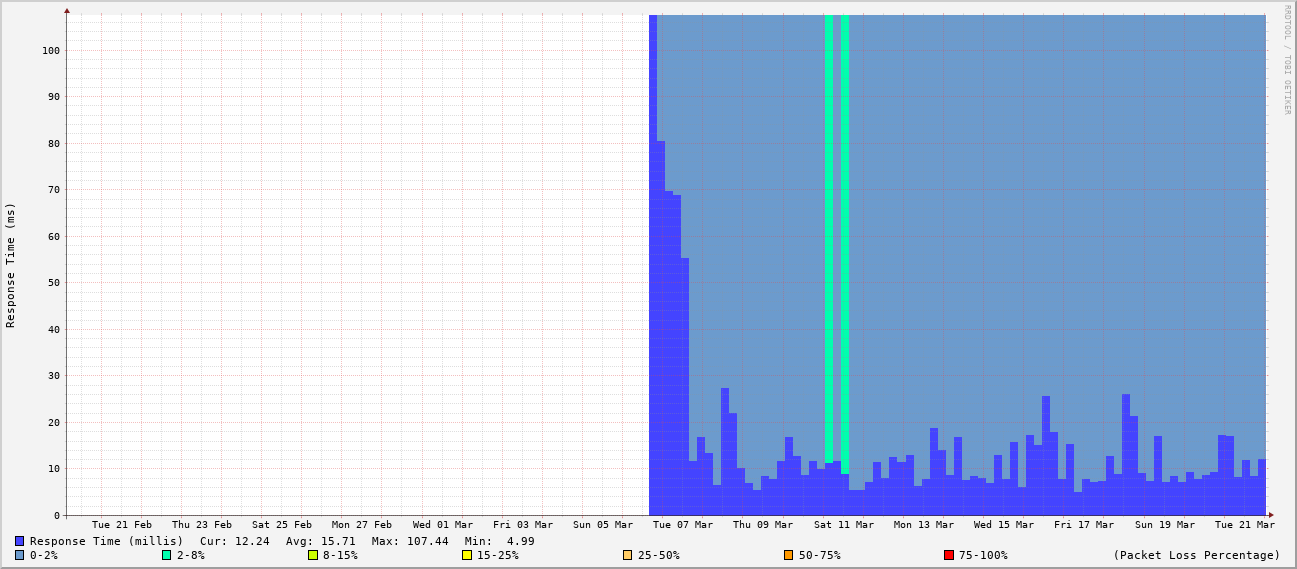 RRDTOOL / TOBI OETIKER
Response Time (ms)
100
90
80
70
60
50
40
30
20
10
0
Tue 21 Feb Thu 23 Feb Sat 25 Feb Mon 27 Feb Wed 01 Mar Fri 03 Mar Sun 05 Mar Tue 07 Mar Thu 09 Mar Sat 11 Mar Mon 13 Mar Wed 15 Mar Fri 17 Mar Sun 19 Mar Tue 21 Mar
Response Time (millis) Cur: 12.24 Avg: 15.71 Max: 107.44 Min: 4.99
0-2% 2-8% 8-15% 15-25% 25-50% 50-75% 75-100% (Packet Loss Percentage)